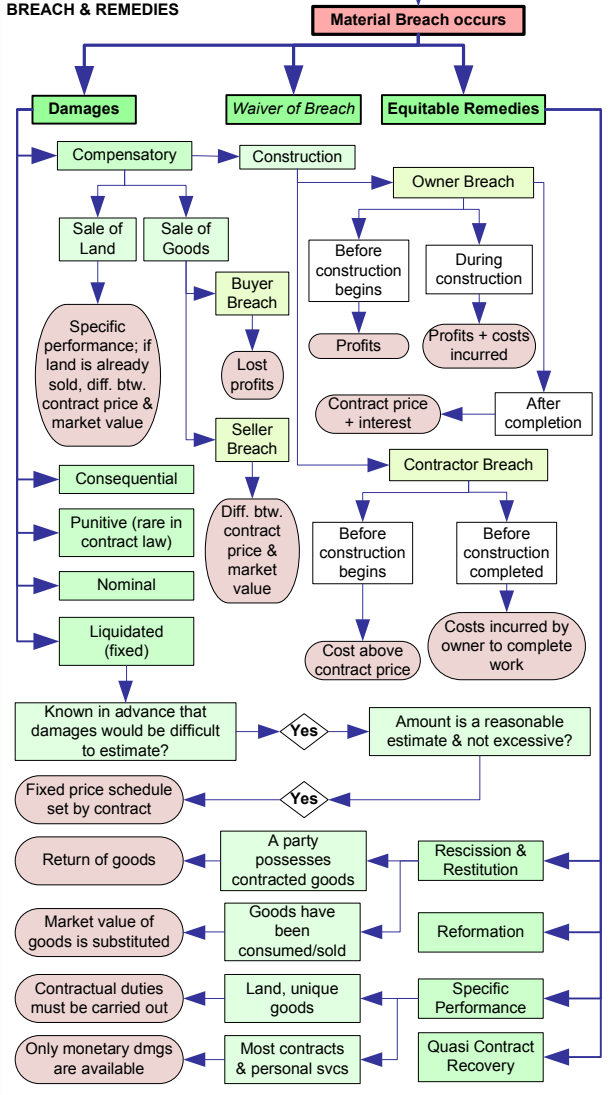 BREACH & REMEDIES
Material Breach occurs
Damages
Waiver of Breach
Equitable Remedies
Compensatory
Construction
Sale of
Land
Sale of
Goods
Specific
performance; if
land is already
sold, diff. btw.
contract price &
market value
Buyer
Breach
Lost
profits
Seller
Breach
Diff. btw.
contract
price &
market
value
Owner Breach
Before
construction
begins
During
construction
Profits
Profits + costs
incurred
After
completion
Contract price
+ interest
Contractor Breach
Before
construction
begins
Before
construction
completed
Cost above
contract price
Costs incurred by
owner to complete
work
Consequential
Punitive (rare in
contract law)
Nominal
Liquidated
(fixed)
Known in advance that
damages would be difficult
to estimate?
Yes
Amount is a reasonable
estimate & not excessive?
Yes
Fixed price schedule
set by contract
Rescission &
Restitution
A party
possesses
contracted goods
Return of goods
Goods have
been
consumed/sold
Market value of
goods is substituted
Reformation
Specific
Performance
Land, unique
goods
Contractual duties
must be carried out
Most contracts
& personal svcs
Only monetary dmgs
are available
Quasi Contract
Recovery